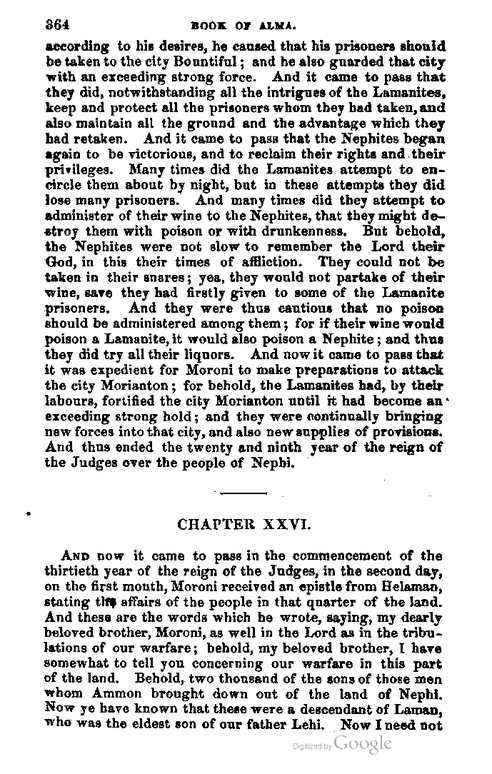 364 BOOK OF ALMA.
according to his desires, he caused that his prisoners should
be taken to the city Bountiful; and he also guarded that city
with an exceeding strong force. And it came to pass that
they did, notwithstanding all the intrigues of the Lamanites,
keep and protect all the prisoners whom they had taken, and
also maintain all the ground and the advantage which they
had retaken. And it came to pass that the Nephites began
again to be victorious, and to reclaim their rights and their
privileges. Many times did the Lamanites attempt to en-
circle them about by night, but in these attempts they did
lose many prisoners. And many times did they attempt to
administer of their wine to the Nephites, that they might de-
stroy them with poison or with drunkenness. But behold,
the Nephites were not slow to remember the Lord their
God, in this their times of affliction. They could not be
taken in their snares; yea, they would not partake of their
wine, save they had firstly given to some of the Lamanite
prisoners. And they were thus cautious that no poison
should be administered among them; for if their wine would
poison a Lamanite, it would also poison a Nephite; and thus
they did try all their liquors. And now it came to pass that
it was expedient for Moroni to make preparations to attack
the city Morianton; for behold, the Lamanites had, by their
labours, fortified the city Morianton until it had become an
exceeding strong hold; and they were continually bringing
new forces into that city, and also new supplies of provisions.
And thus ended the twenty and ninth year of the reign of
the Judges over the people of Nephi.
CHAPTER XXVI.
AND now it came to pass in the commencement of the
thirtieth year of the reign of the Judges, in the second day,
on the first month, Moroni received an epistle from Helaman,
stating the affairs of the people in that quarter of the land.
And these are the words which he wrote, saying, my dearly
beloved brother, Moroni, as well in the Lord as in the tribu-
lations of our warfare; behold, my beloved brother, I have
somewhat to tell you concerning our warfare in this part
of the land. Behold, two thousand of the sons of those men
whom Ammon brought down out of the land of Nephi.
Now ye have known that these were a descendant of Laman,
who was the eldest son of our father Lehi. Now I need not
Digitized by Google